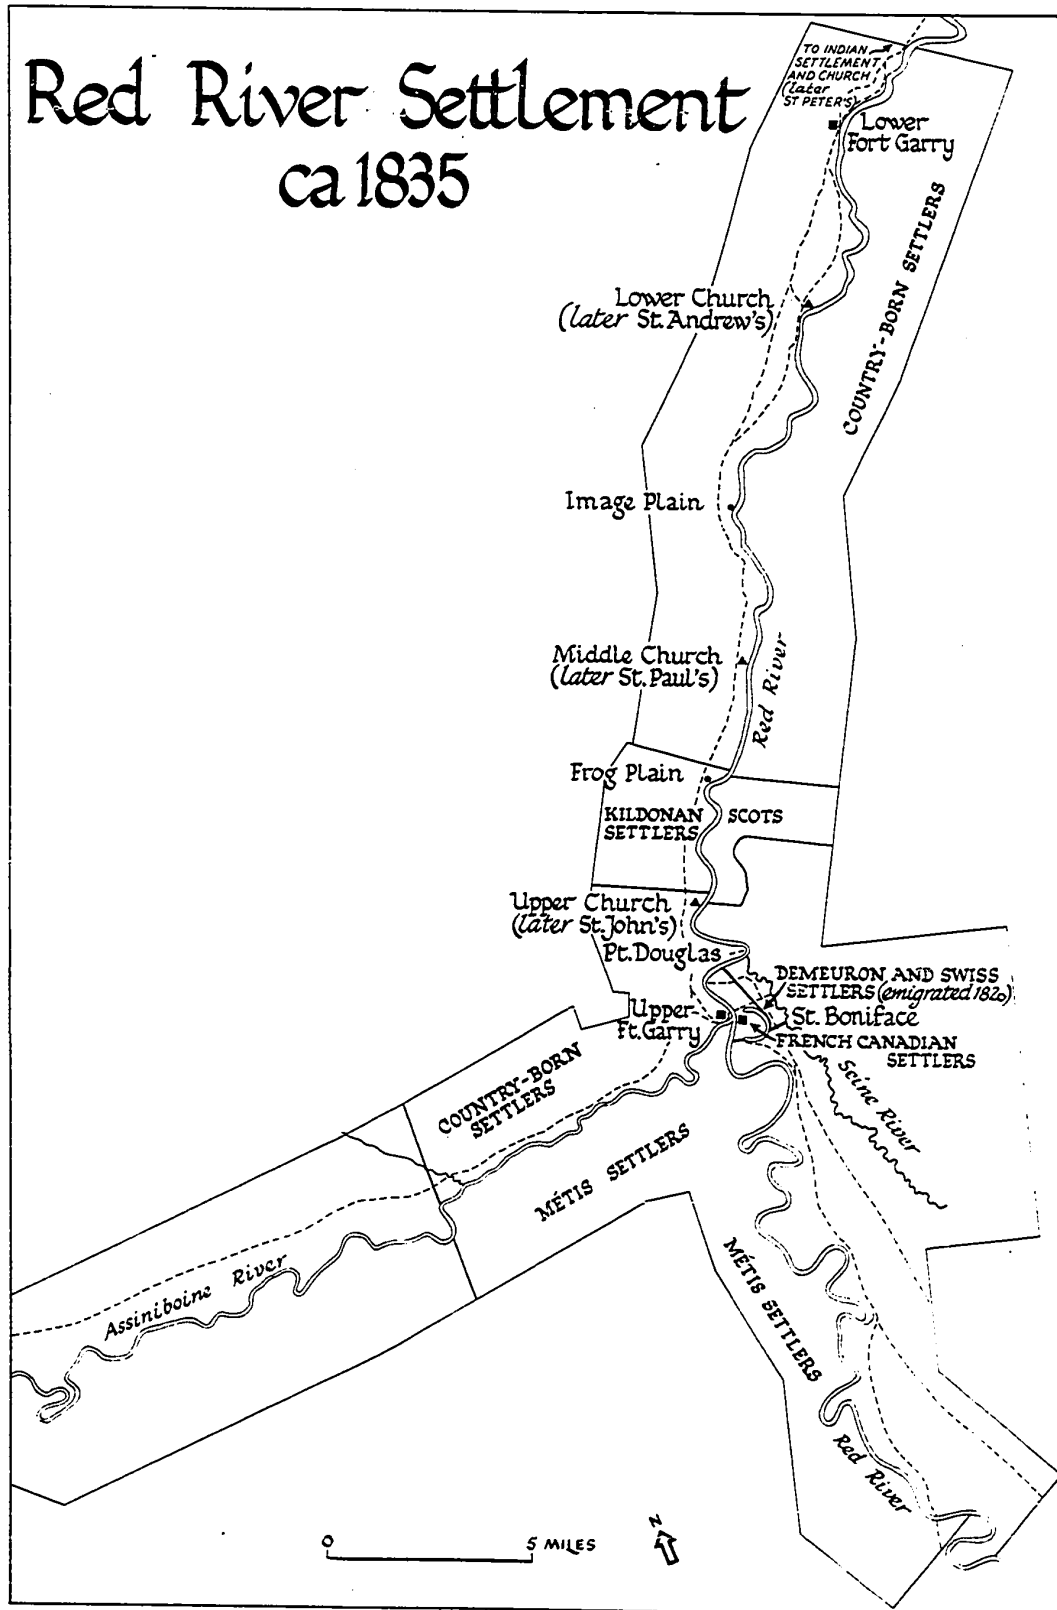 Red River Settlement
ca 1835
TO INDIAN
SETTLEMENT
AND CHURCH
(later
ST PETER'S)
Lower
Fort Garry
COUNTRY-BORN SETTLERS
Lower Church
(later St. Andrew's)
Image Plain
Middle Church
(later St. Paul's)
Red River
Frog Plain
KILDONAN SCOTS
SETTLERS
Upper Church
(later St. John's)
Pt. Douglas
DEMEURON AND SWISS
SETTLERS (emigrated 1820)
Upper
Ft. Garry
St. Boniface
FRENCH CANADIAN
SETTLERS
Seine River
COUNTRY-BORN
SETTLERS
MÉTIS SETTLERS
MÉTIS SETTLERS
Assiniboine River
Red River
0 5 MILES
N